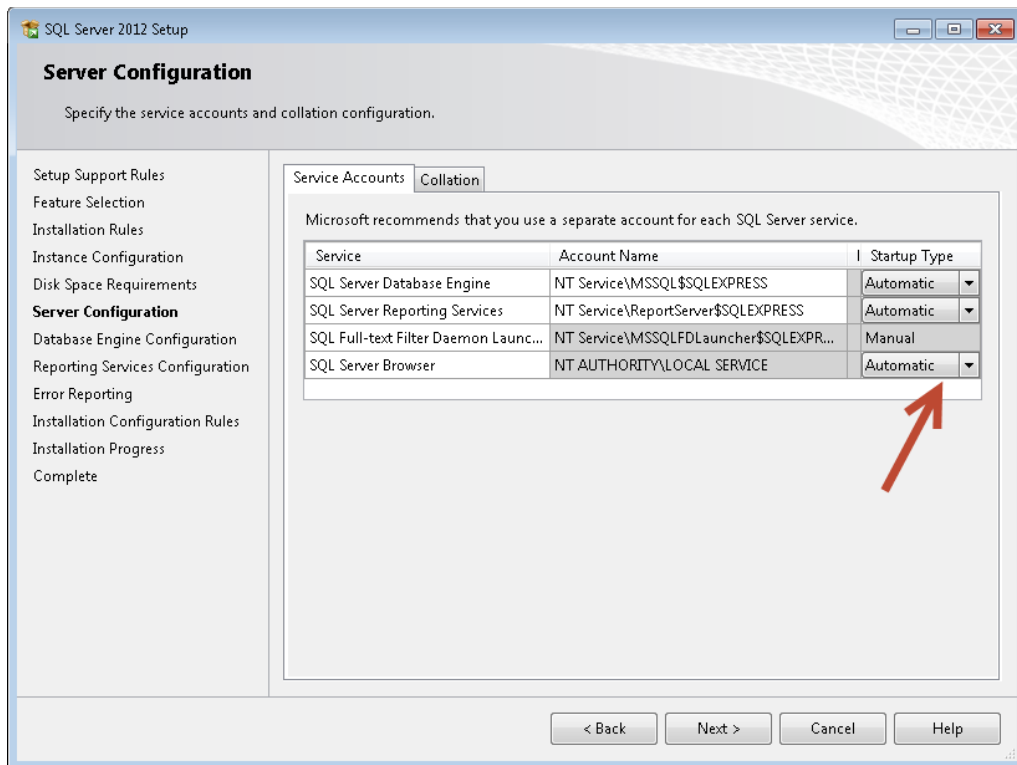 SQL Server 2012 Setup
Server Configuration
Specify the service accounts and collation configuration.
Setup Support Rules
Feature Selection
Installation Rules
Instance Configuration
Disk Space Requirements
Server Configuration
Database Engine Configuration
Reporting Services Configuration
Error Reporting
Installation Configuration Rules
Installation Progress
Complete
Service Accounts Collation
Microsoft recommends that you use a separate account for each SQL Server service.
Service Account Name Startup Type
SQL Server Database Engine NT Service\MSSQL$SQLEXPRESS Automatic
SQL Server Reporting Services NT Service\ReportServer$SQLEXPRESS Automatic
SQL Full-text Filter Daemon Launc... NT Service\MSSQLFDLauncher$SQLEXPR... Manual
SQL Server Browser NT AUTHORITY\LOCAL SERVICE Automatic
< Back Next > Cancel Help